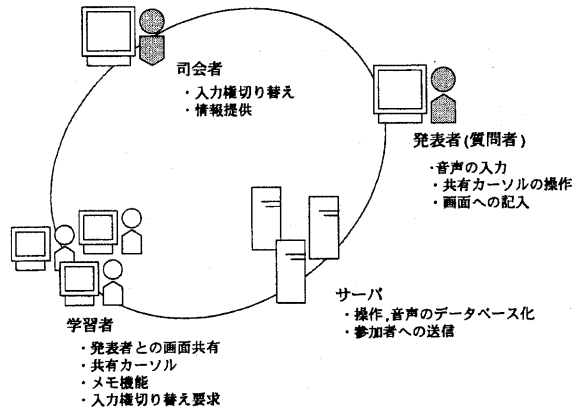 司会者
・入力権切り替え
・情報提供
発表者(質問者)
・音声の入力
・共有カーソルの操作
・画面への記入
サーバ
・操作,音声のデータベース化
・参加者への送信
学習者
・発表者との画面共有
・共有カーソル
・メモ機能
・入力権切り替え要求